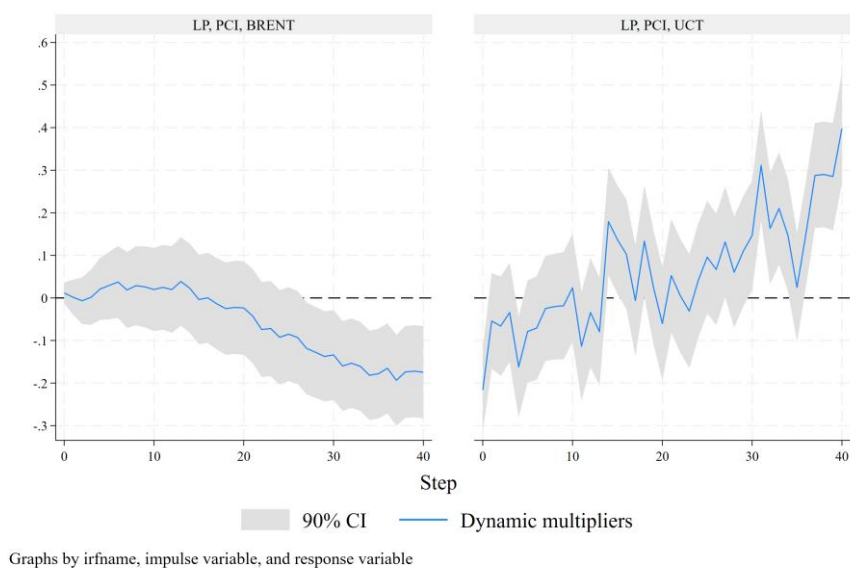 LP, PCI, BRENT
LP, PCI, UCT
.6
.5
.4
.3
.2
.1
0
-.1
-.2
-.3
0 10 20 30 40
0 10 20 30 40
Step
90% CI
Dynamic multipliers
Graphs by irfname, impulse variable, and response variable